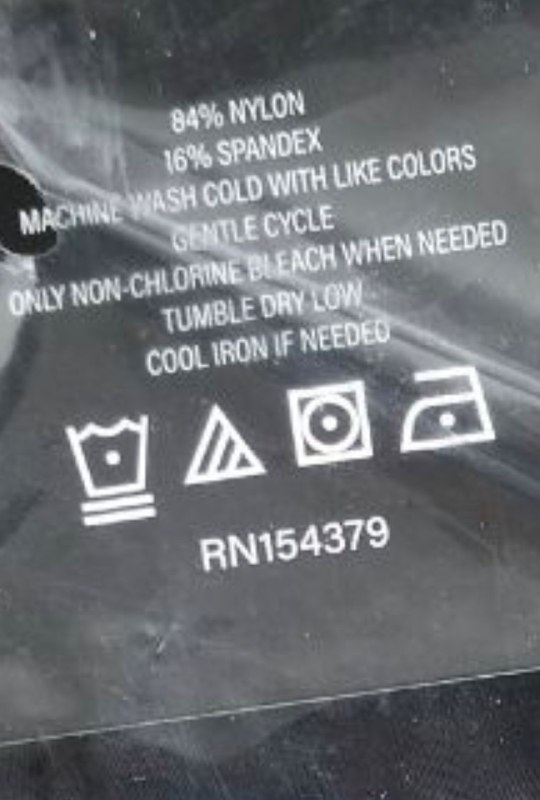 84% NYLON
16% SPANDEX
MACHINE WASH COLD WITH LIKE COLORS
GENTLE CYCLE
ONLY NON-CHLORINE BLEACH WHEN NEEDED
TUMBLE DRY LOW
COOL IRON IF NEEDED
RN154379